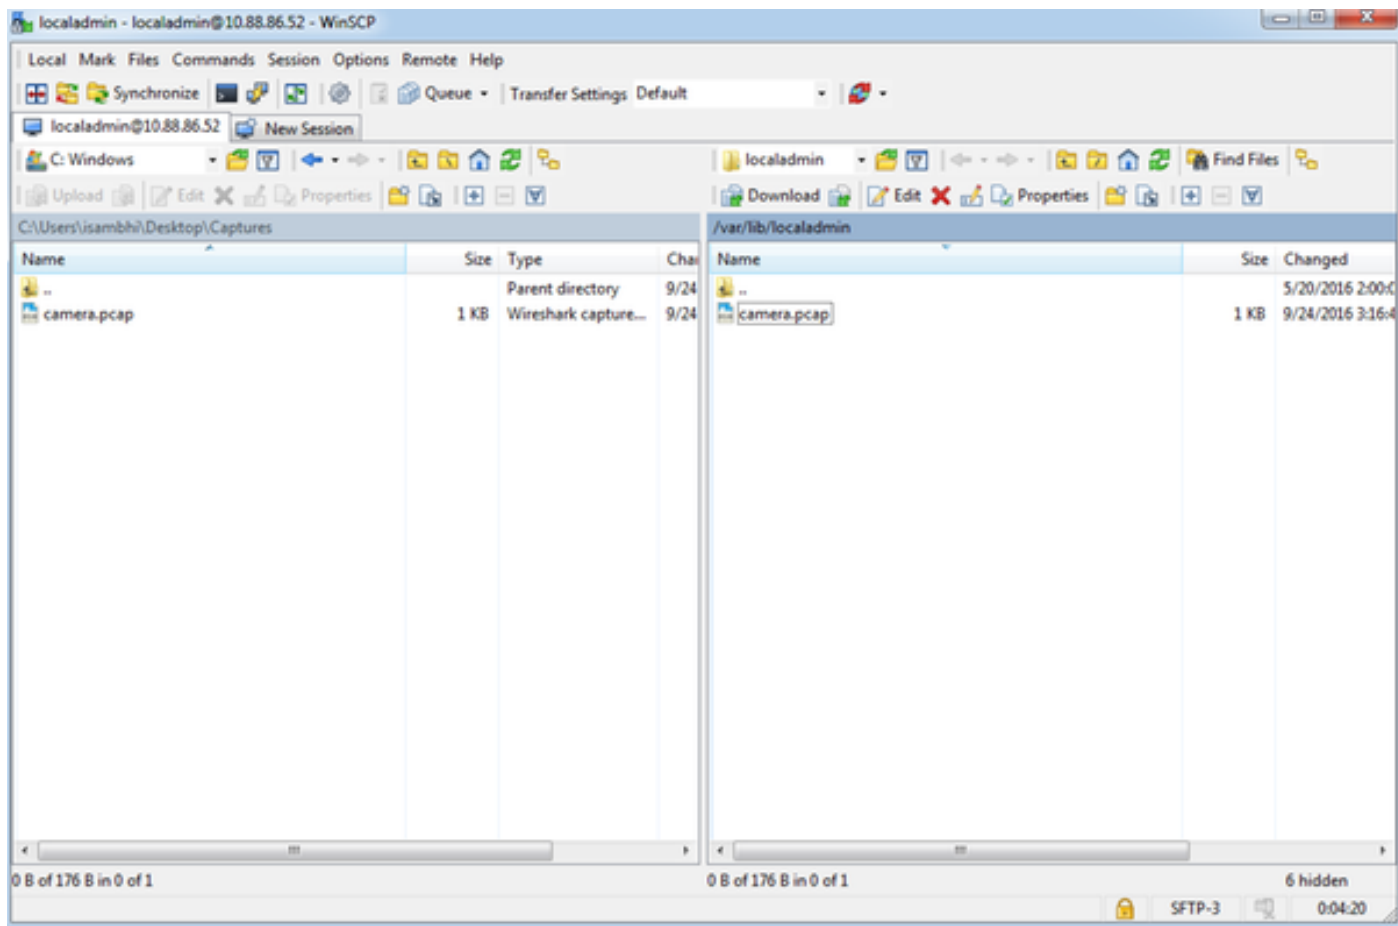 localadmin - localadmin@10.88.86.52 - WinSCP
Local Mark Files Commands Session Options Remote Help
Synchronize Queue Transfer Settings Default
localadmin@10.88.86.52 New Session
C: Windows localadmin Find Files
Upload Edit Properties Download Edit Properties
C:\Users\isambhi\Desktop\Captures /var/lib/localadmin
Name Size Type Chai Name Size Changed
.. Parent directory 9/24 .. 5/20/2016 2:00:0
camera.pcap 1 KB Wireshark capture... 9/24 camera.pcap 1 KB 9/24/2016 3:16:4
0 B of 176 B in 0 of 1 0 B of 176 B in 0 of 1 6 hidden
SFTP-3 0:04:20